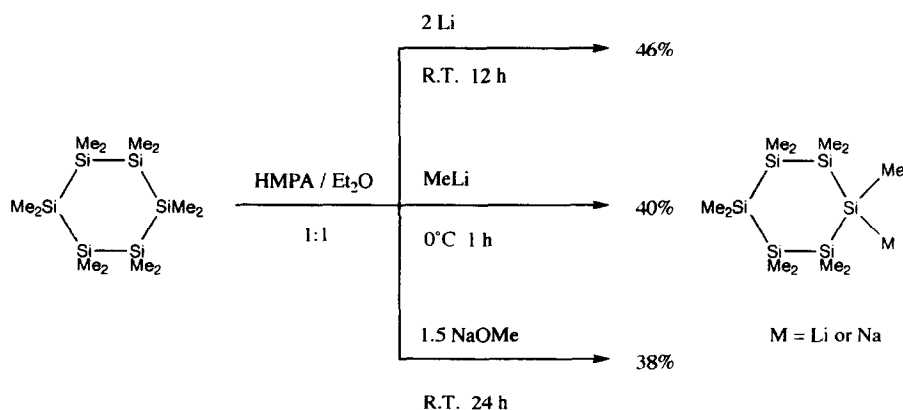 2 Li
46%
R.T. 12 h
Me₂ Me₂
Si Si
Me₂Si SiMe₂
Si Si
Me₂ Me₂
HMPA / Et₂O
1:1
MeLi
40%
0°C 1 h
Me₂ Me₂
Si Si
Me
Me₂Si Si
M
Si Si
Me₂ Me₂
M = Li or Na
1.5 NaOMe
38%
R.T. 24 h